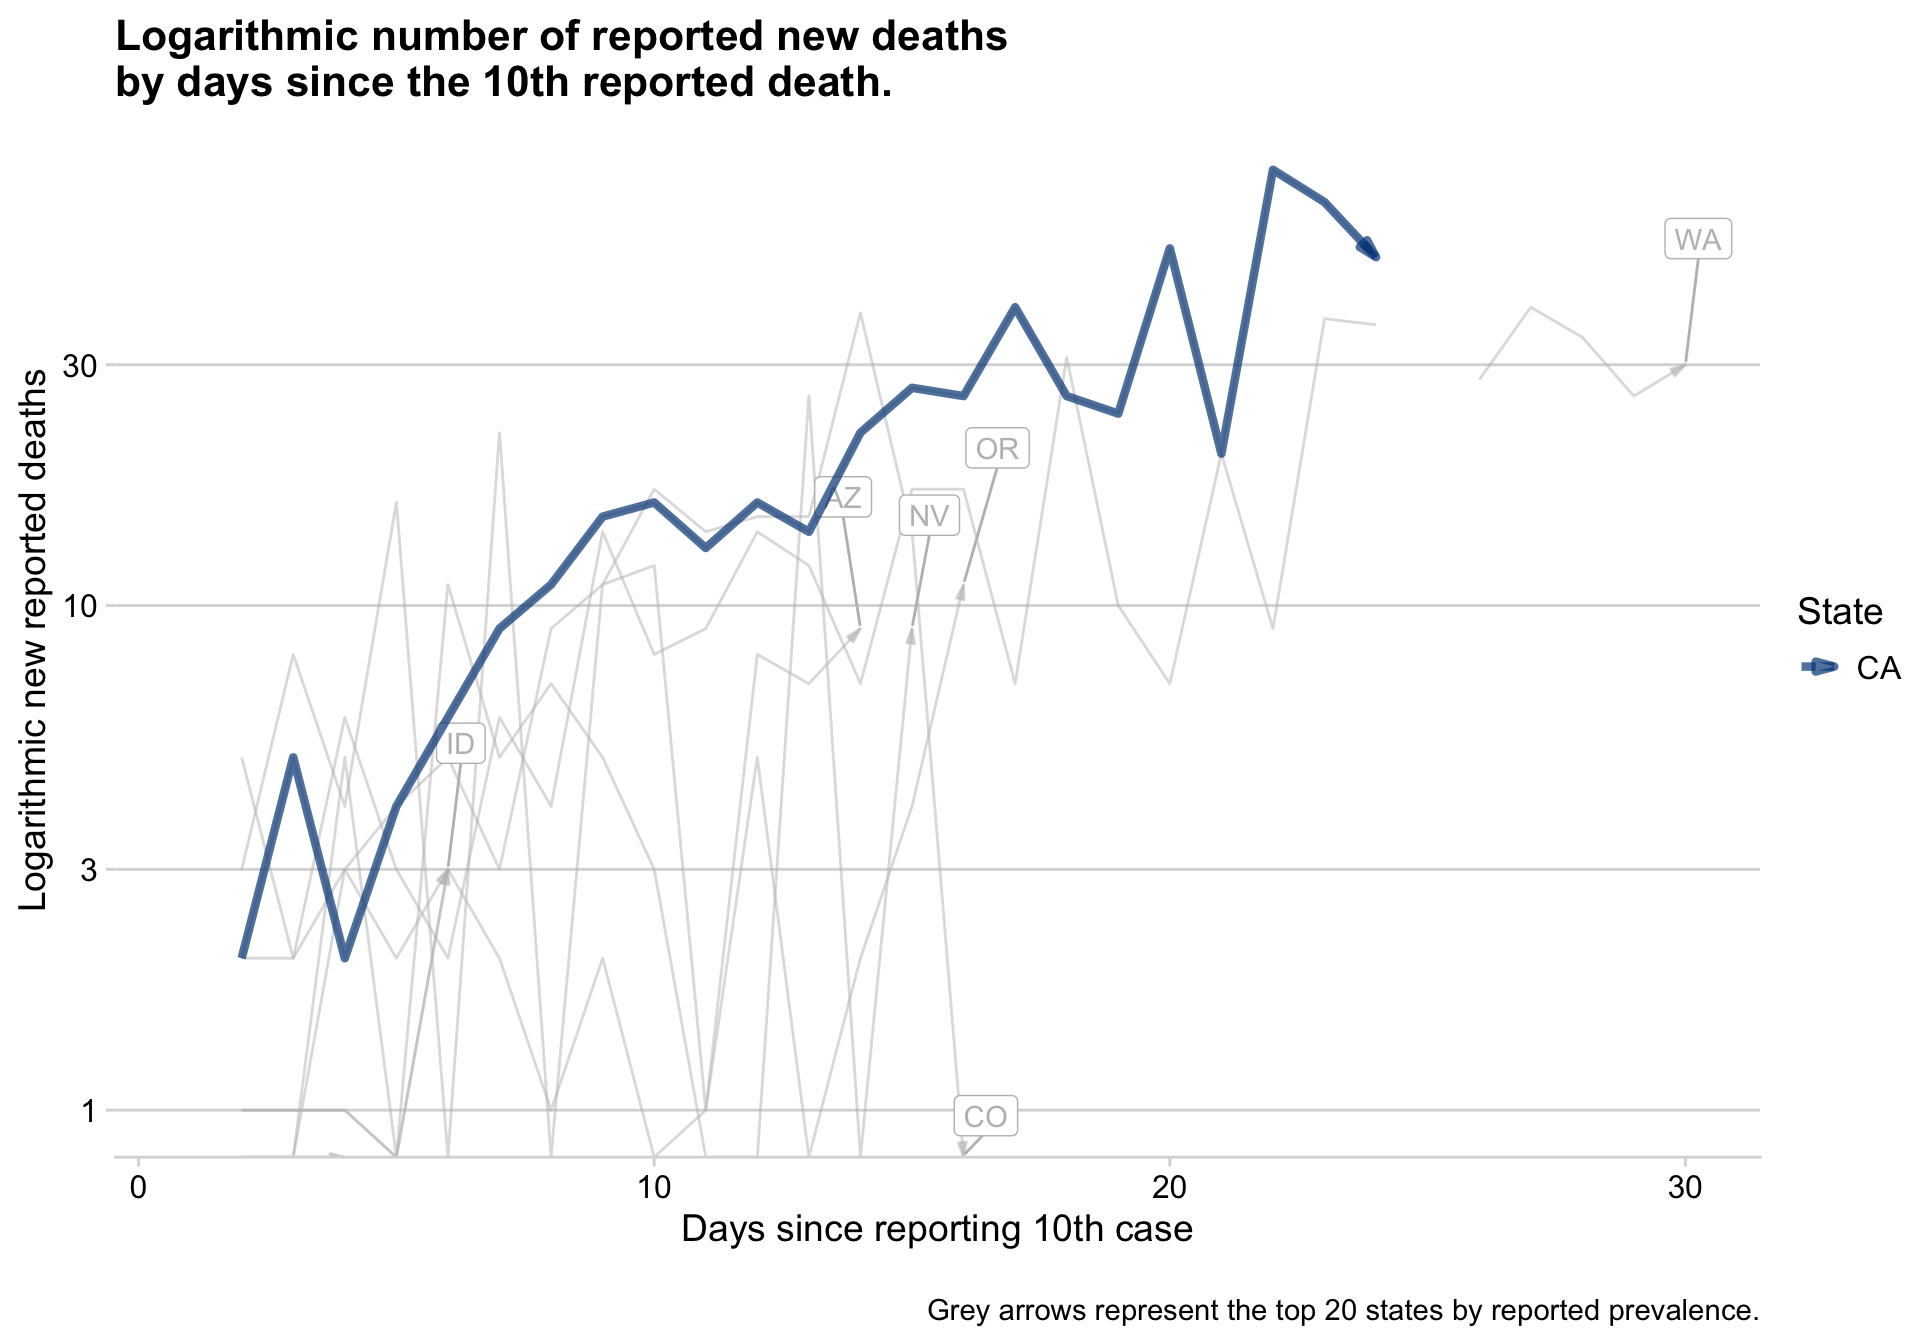 Logarithmic number of reported new deaths
by days since the 10th reported death.
Logarithmic new reported deaths
30
10
3
1
WA
OR
AZ
NV
ID
CO
State
CA
0
10
20
30
Days since reporting 10th case
Grey arrows represent the top 20 states by reported prevalence.